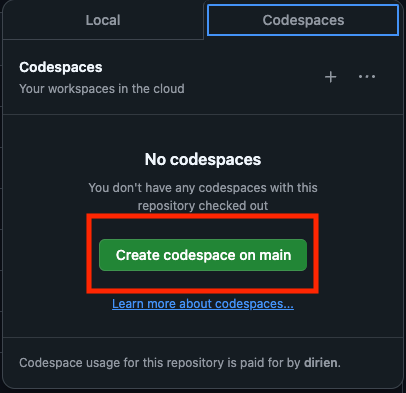 Local
Codespaces
Codespaces
Your workspaces in the cloud
No codespaces
You don't have any codespaces with this
repository checked out
Create codespace on main
Learn more about codespaces...
Codespace usage for this repository is paid for by dirien.